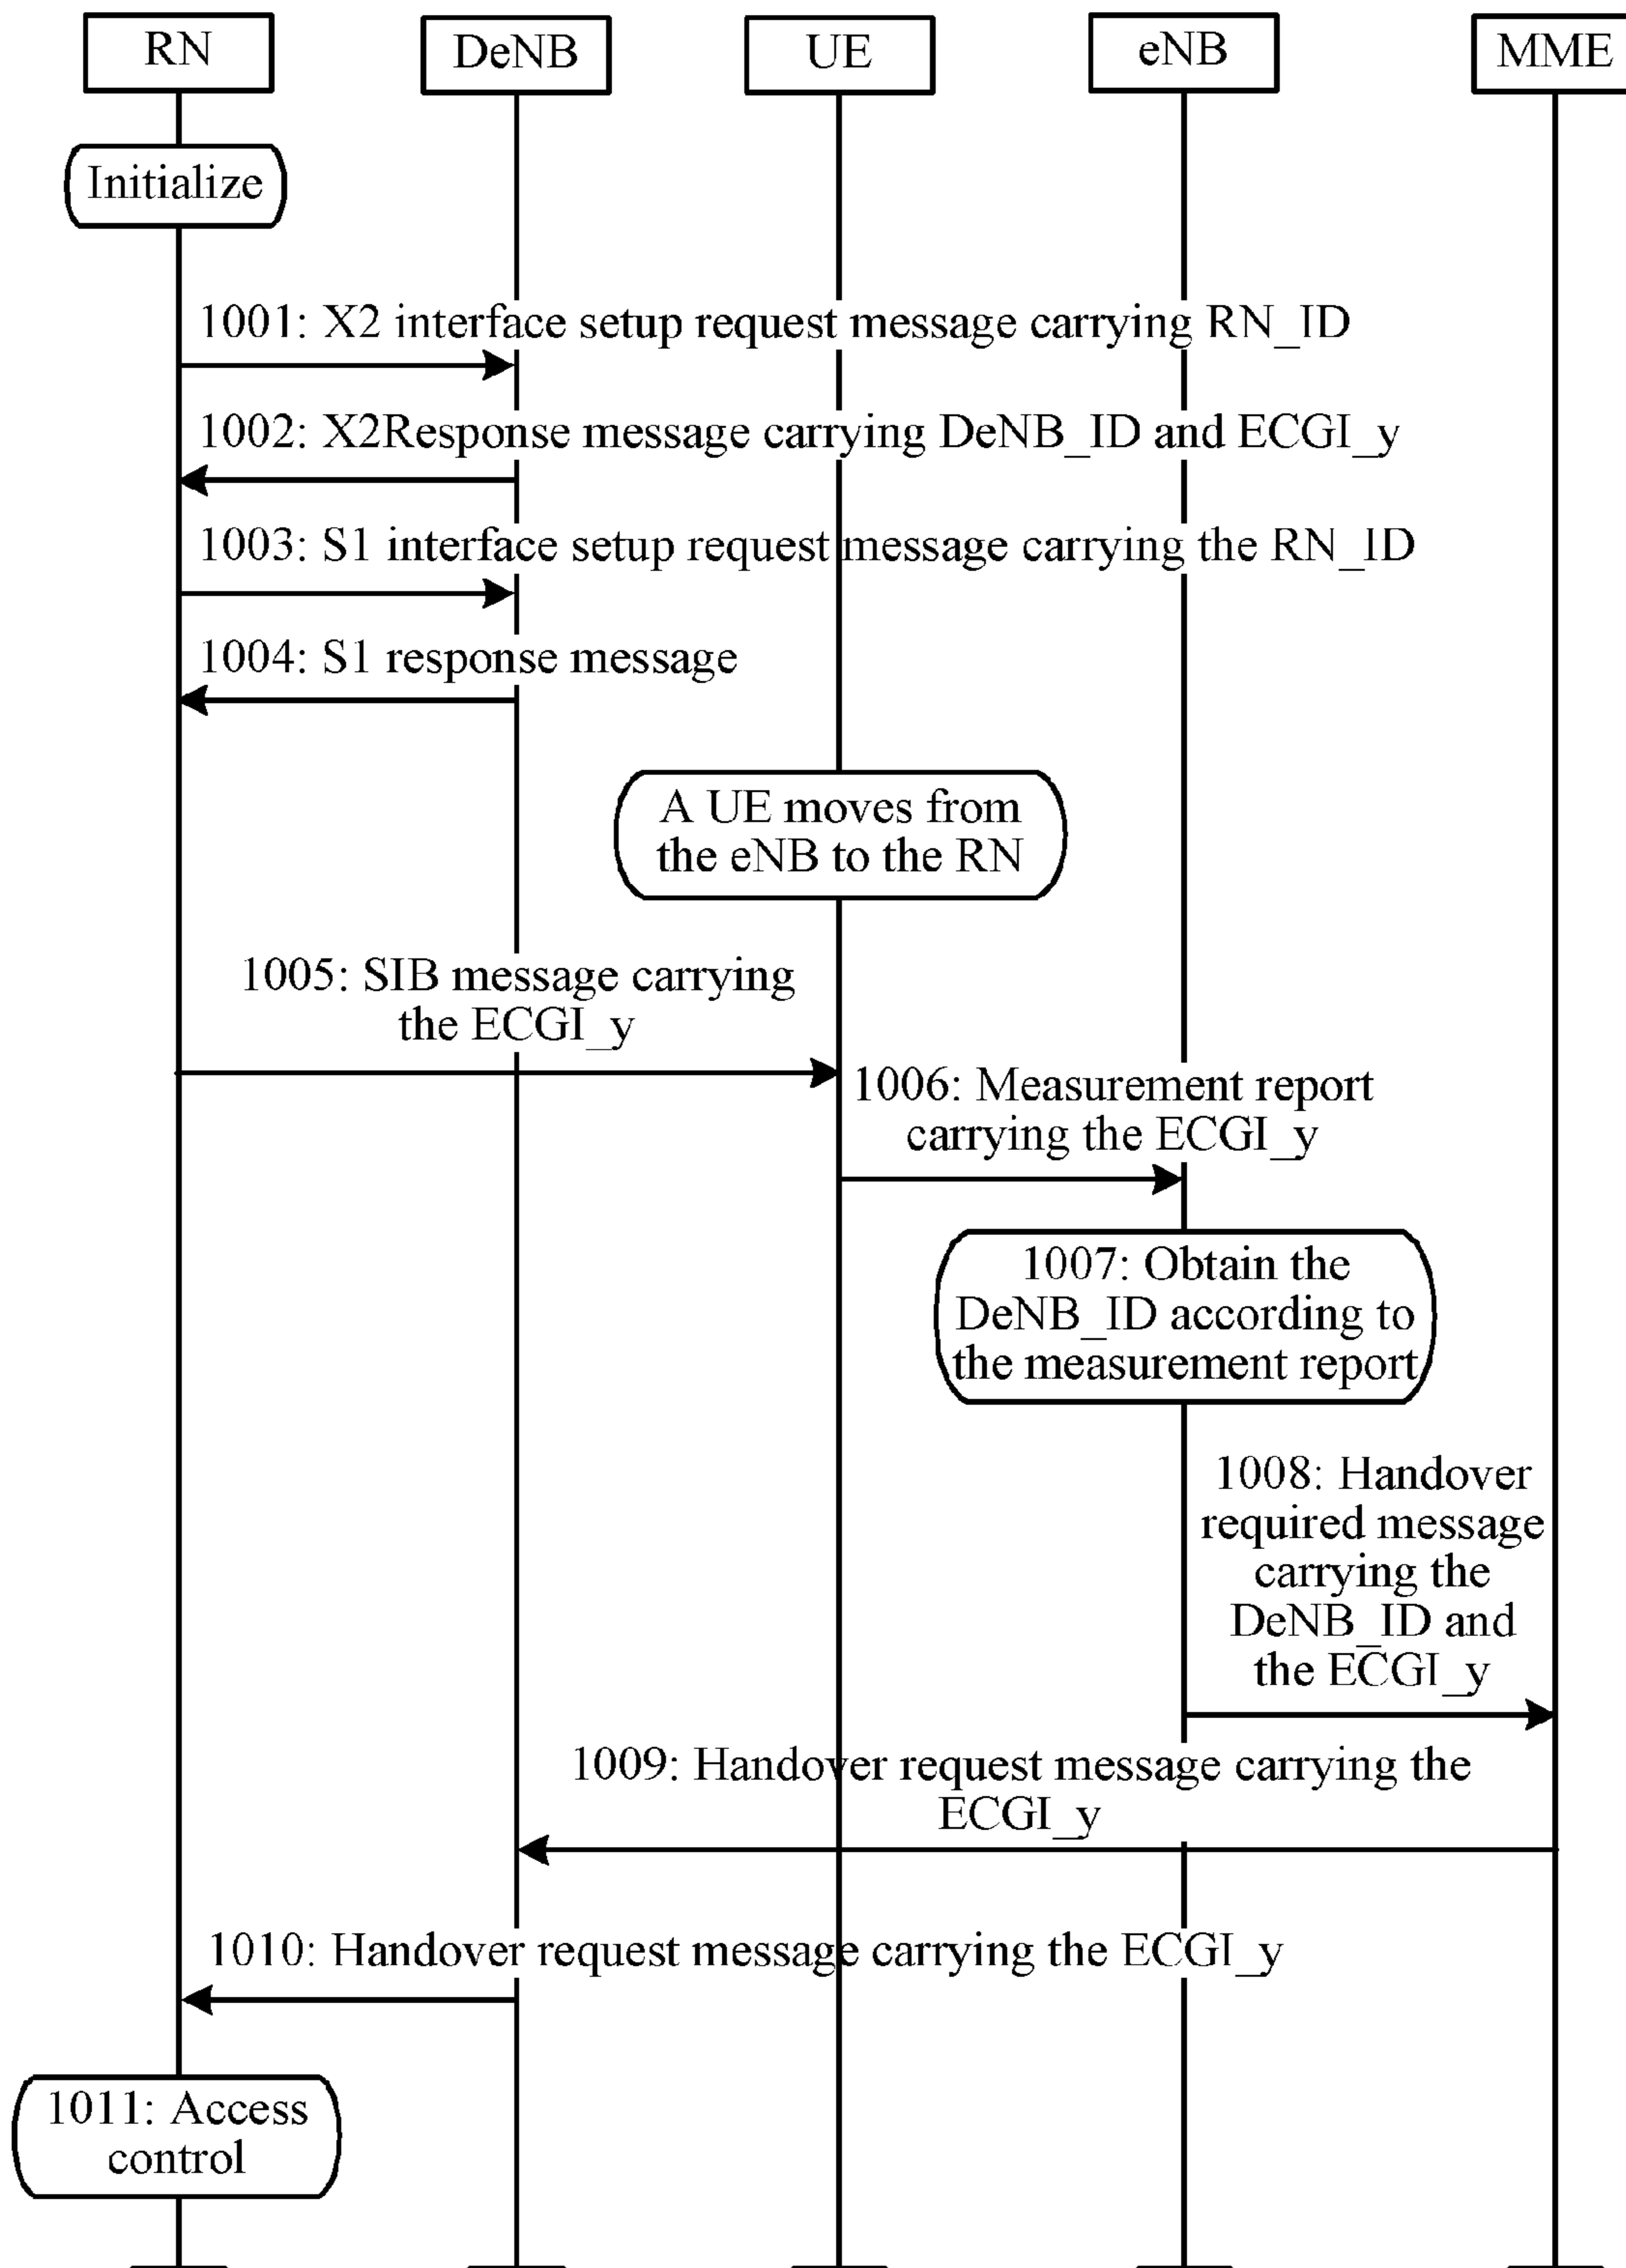 RN
DeNB
UE
eNB
MME
Initialize
1001: X2 interface setup request message carrying RN_ID
1002: X2Response message carrying DeNB_ID and ECGI_y
1003: S1 interface setup request message carrying the RN_ID
1004: S1 response message
A UE moves from
the eNB to the RN
1005: SIB message carrying
the ECGI_y
1006: Measurement report
carrying the ECGI_y
1007: Obtain the
DeNB_ID according to
the measurement report
1008: Handover
required message
carrying the
DeNB_ID and
the ECGI_y
1009: Handover request message carrying the
ECGI_y
1010: Handover request message carrying the ECGI_y
1011: Access
control